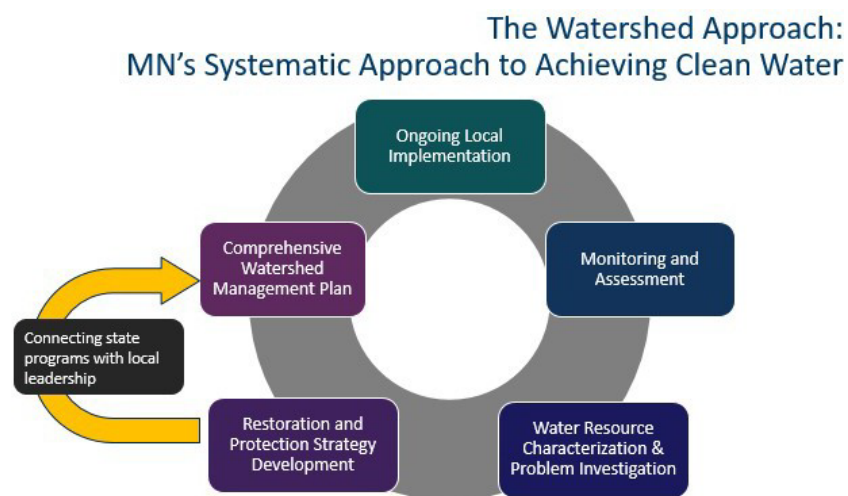 The Watershed Approach:
MN's Systematic Approach to Achieving Clean Water
Ongoing Local
Implementation
Comprehensive
Watershed
Management Plan
Monitoring and
Assessment
Connecting state
programs with local
leadership
Restoration and
Protection Strategy
Development
Water Resource
Characterization &
Problem Investigation